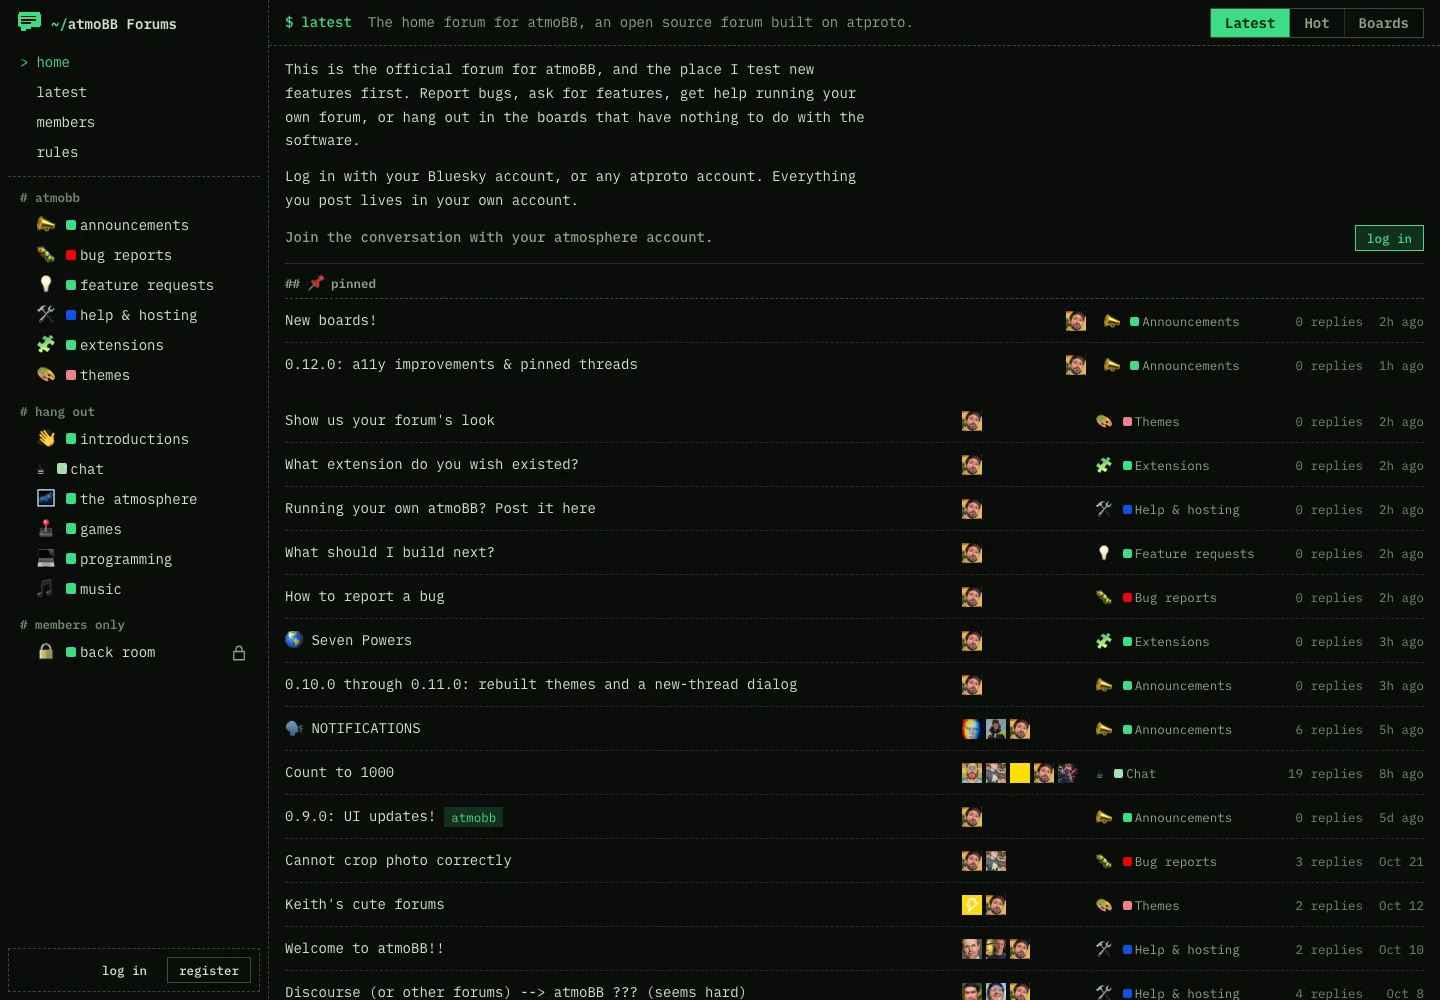 ~/atmoBB Forums
> home
latest
members
rules
# atmobb
announcements
bug reports
feature requests
help & hosting
extensions
themes
# hang out
introductions
chat
the atmosphere
games
programming
music
# members only
back room
log in
register
$ latest The home forum for atmoBB, an open source forum built on atproto.
Latest Hot Boards
This is the official forum for atmoBB, and the place I test new
features first. Report bugs, ask for features, get help running your
own forum, or hang out in the boards that have nothing to do with the
software.
Log in with your Bluesky account, or any atproto account. Everything
you post lives in your own account.
Join the conversation with your atmosphere account.
log in
## 📌 pinned
New boards! Announcements 0 replies 2h ago
0.12.0: a11y improvements & pinned threads Announcements 0 replies 1h ago
Show us your forum's look Themes 0 replies 2h ago
What extension do you wish existed? Extensions 0 replies 2h ago
Running your own atmoBB? Post it here Help & hosting 0 replies 2h ago
What should I build next? Feature requests 0 replies 2h ago
How to report a bug Bug reports 0 replies 2h ago
🌎 Seven Powers Extensions 0 replies 3h ago
0.10.0 through 0.11.0: rebuilt themes and a new-thread dialog Announcements 0 replies 3h ago
🗣️ NOTIFICATIONS Announcements 6 replies 5h ago
Count to 1000 Chat 19 replies 8h ago
0.9.0: UI updates! atmobb Announcements 0 replies 5d ago
Cannot crop photo correctly Bug reports 3 replies Oct 21
Keith's cute forums Themes 2 replies Oct 12
Welcome to atmoBB!! Help & hosting 2 replies Oct 10
Discourse (or other forums) --> atmoBB ??? (seems hard) Help & hosting 4 replies Oct 8